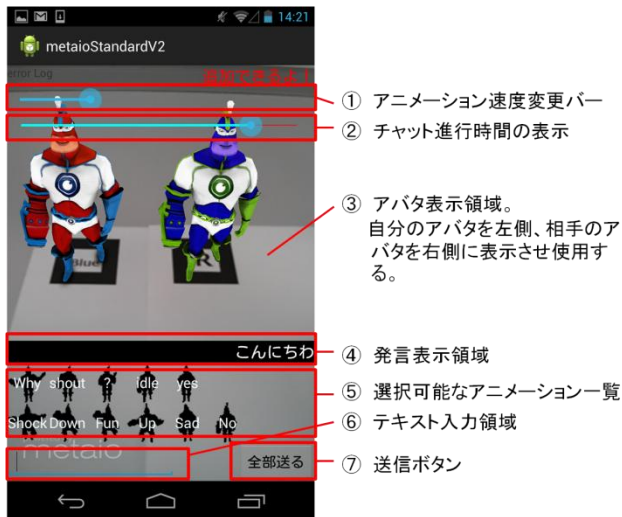 14:21
metaioStandardV2
error Log
追加できるよ！
① アニメーション速度変更バー
② チャット進行時間の表示
③ アバタ表示領域。
自分のアバタを左側、相手のア
バタを右側に表示させ使用す
る。
Blue
R
こんにちわ
④ 発言表示領域
Why shout ? idle yes
⑤ 選択可能なアニメーション一覧
Shock Down Fun Up Sad No
⑥ テキスト入力領域
metaio
全部送る
⑦ 送信ボタン